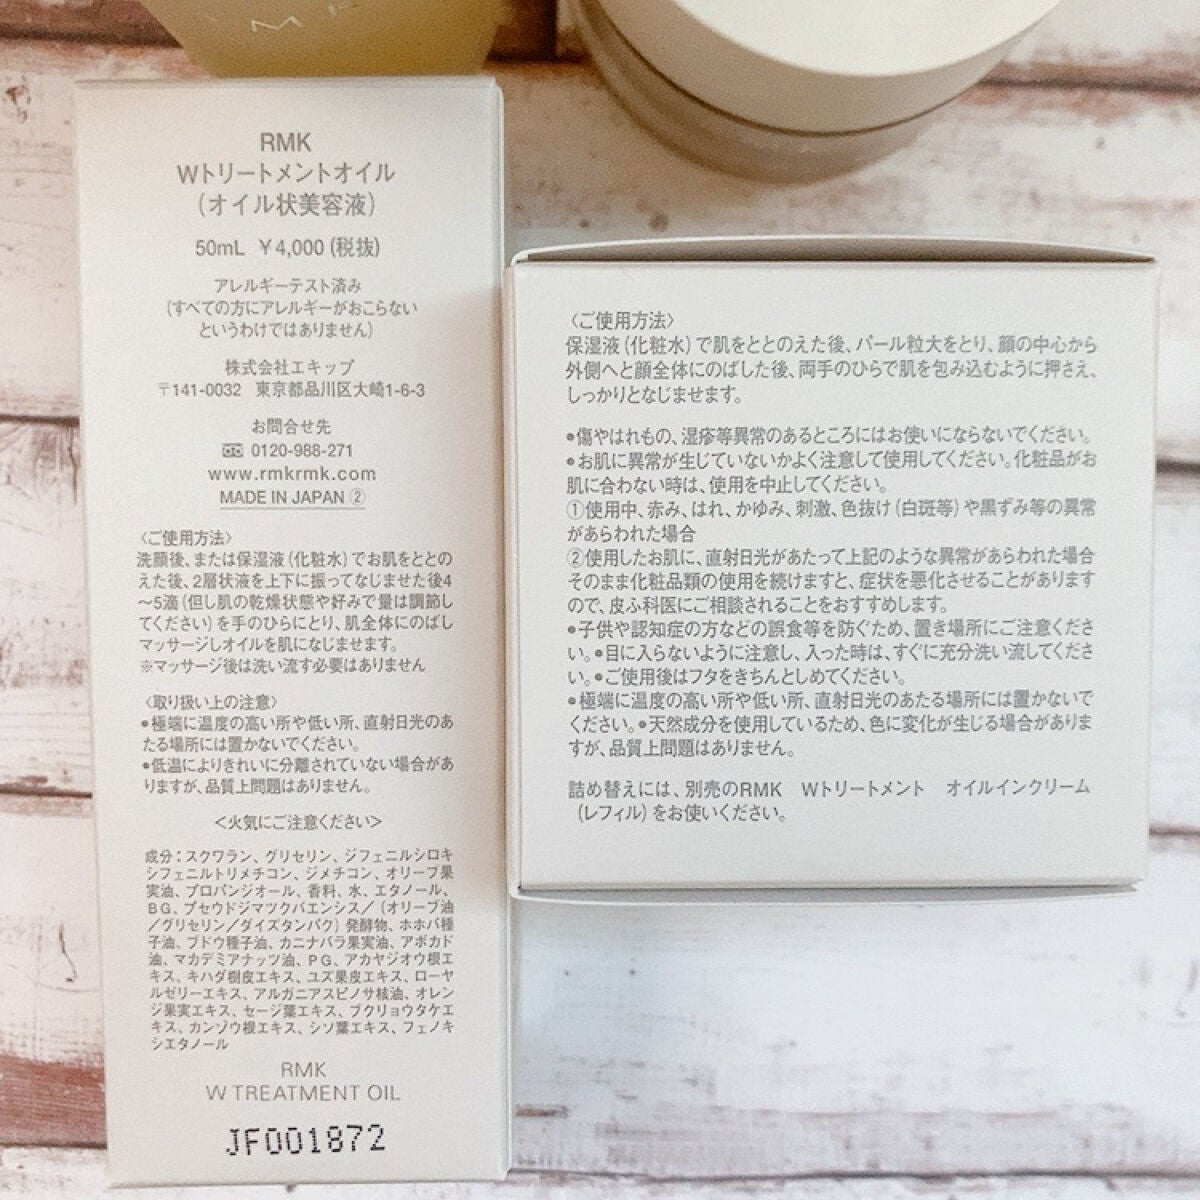 RMK
Wトリートメントオイル
(オイル状美容液)
50mL ¥4,000(税抜)
アレルギーテスト済み
(すべての方にアレルギーがおこらない
というわけではありません)
株式会社エキップ
〒141-0032 東京都品川区大崎1-6-3
お問合せ先
0120-988-271
www.rmkrmk.com
MADE IN JAPAN ②
〈ご使用方法〉
洗顔後、または保湿液(化粧水)でお肌をととの
えた後、2層状液を上下に振ってなじませた後4
〜5滴(但し肌の乾燥状態や好みで量は調節し
てください)を手のひらにとり、肌全体にのばし
マッサージしオイルを肌になじませます。
※マッサージ後は洗い流す必要はありません
〈取り扱い上の注意〉
●極端に温度の高い所や低い所、直射日光のあ
たる場所には置かないでください。
●低温によりきれいに分離されていない場合があ
りますが、品質上問題はありません。
＜火気にご注意ください＞
成分：スクワラン、グリセリン、ジフェニルシロキ
シフェニルトリメチコン、ジメチコン、オリーブ果
実油、プロパンジオール、香料、水、エタノール、
BG、プセウドジマツクバエンシス／(オリーブ油
／グリセリン／ダイズタンパク)発酵物、ホホバ種
子油、ブドウ種子油、カニナバラ果実油、アボカド
油、マカデミアナッツ油、PG、アカヤジオウ根エ
キス、キハダ樹皮エキス、ユズ果皮エキス、ローヤ
ルゼリーエキス、アルガニアスピノサ核油、オレン
ジ果実エキス、セージ葉エキス、ブクリョウタケエ
キス、カンゾウ根エキス、シソ葉エキス、フェノキ
シエタノール
RMK
W TREATMENT OIL
JF001872
〈ご使用方法〉
保湿液(化粧水)で肌をととのえた後、パール粒大をとり、顔の中心から
外側へと顔全体にのばした後、両手のひらで肌を包み込むように押さえ、
しっかりとなじませます。
●傷やはれもの、湿疹等異常のあるところにはお使いにならないでください。
●お肌に異常が生じていないかよく注意して使用してください。化粧品がお
肌に合わない時は、使用を中止してください。
①使用中、赤み、はれ、かゆみ、刺激、色抜け(白斑等)や黒ずみ等の異常
があらわれた場合
②使用したお肌に、直射日光があたって上記のような異常があらわれた場合
そのまま化粧品類の使用を続けますと、症状を悪化させることがあります
ので、皮ふ科医にご相談されることをおすすめします。
●子供や認知症の方などの誤食等を防ぐため、置き場所にご注意くださ
い。●目に入らないように注意し、入った時は、すぐに充分洗い流してくださ
い。●ご使用後はフタをきちんとしめてください。
●極端に温度の高い所や低い所、直射日光のあたる場所には置かないで
ください。●天然成分を使用しているため、色に変化が生じる場合がありま
すが、品質上問題はありません。
詰め替えには、別売のRMK Wトリートメント オイルインクリーム
(レフィル)をお使いください。